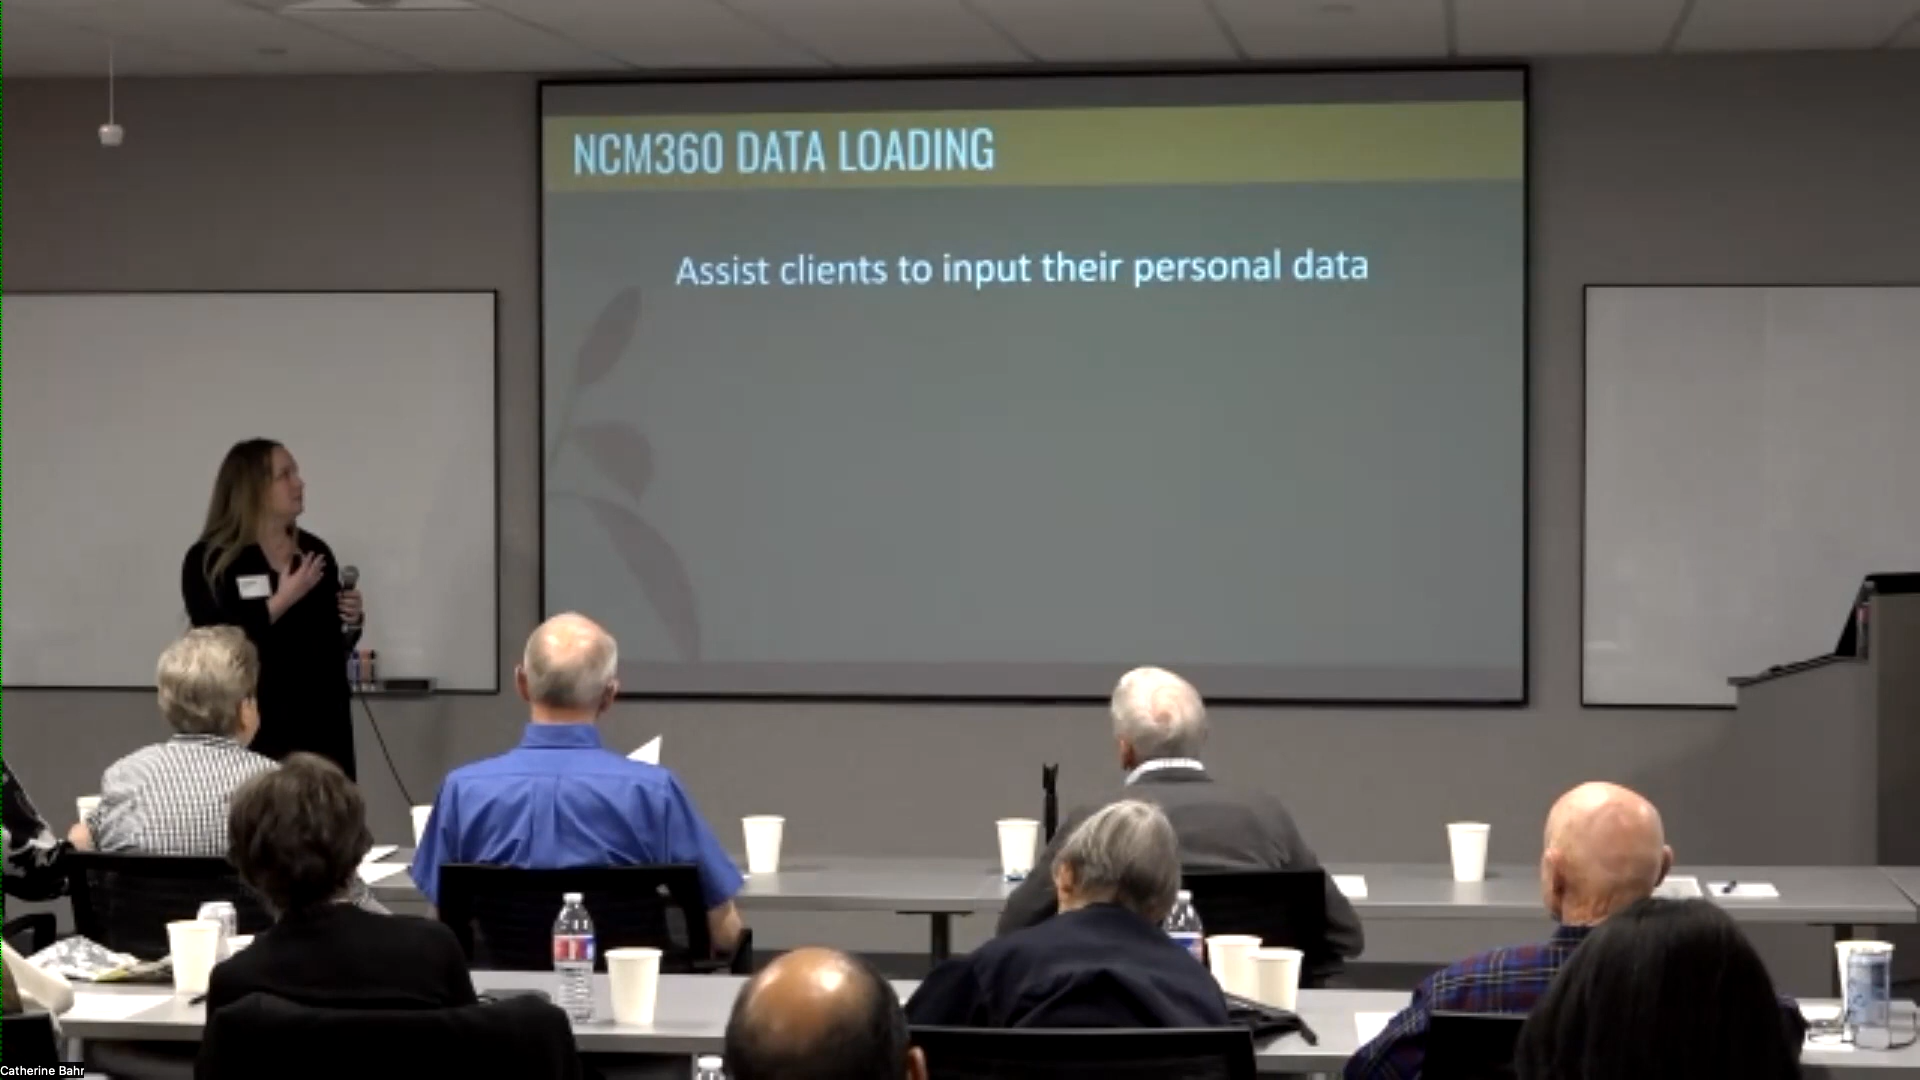 NCM360 DATA LOADING
Assist clients to input their personal data
Catherine Bahr